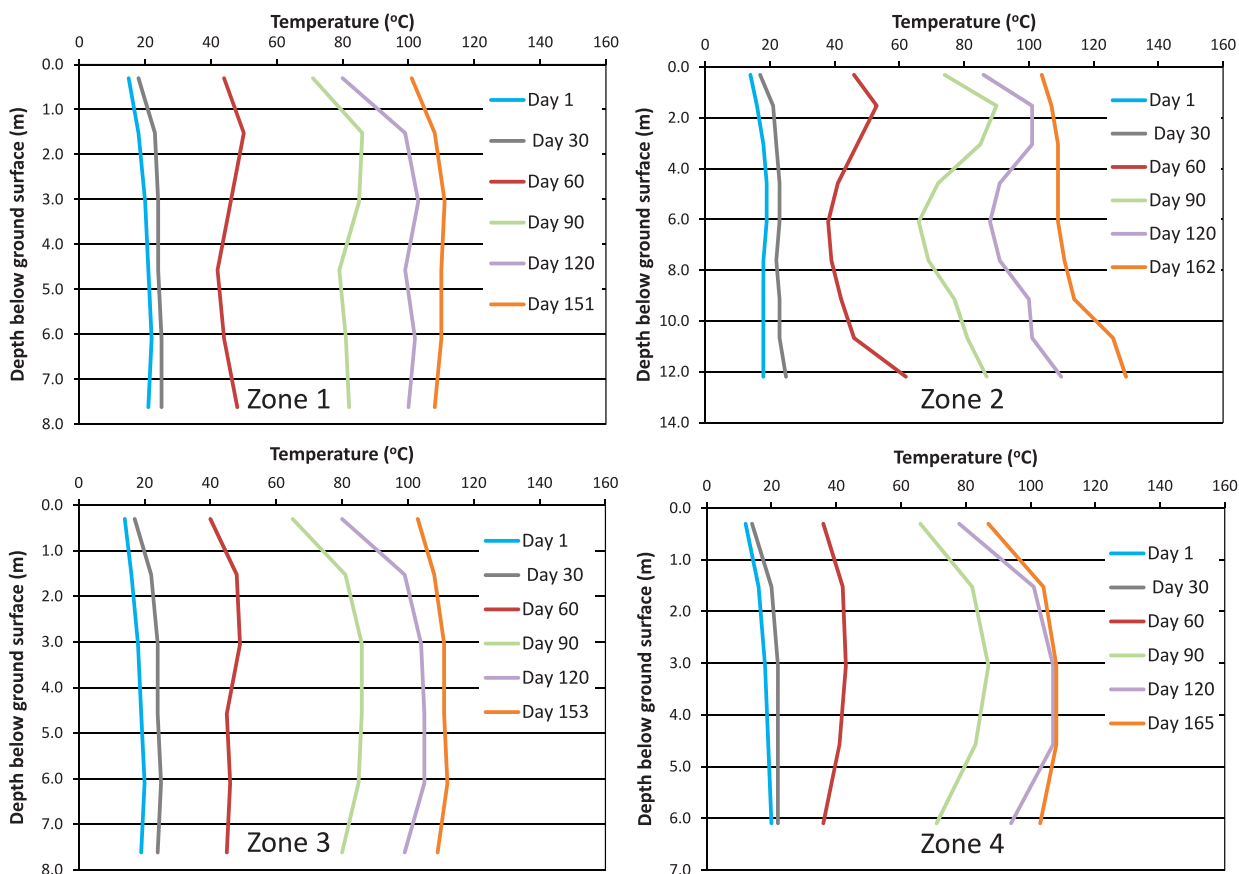 Temperature (ºC)
0 20 40 60 80 100 120 140 160
Depth below ground surface (m)
0.0
1.0
2.0
3.0
4.0
5.0
6.0
7.0
8.0
Day 1
Day 30
Day 60
Day 90
Day 120
Day 151
Zone 1
Temperature (ºC)
0 20 40 60 80 100 120 140 160
Depth below ground surface (m)
0.0
2.0
4.0
6.0
8.0
10.0
12.0
14.0
Day 1
Day 30
Day 60
Day 90
Day 120
Day 162
Zone 2
Temperature (ºC)
0 20 40 60 80 100 120 140 160
Depth below ground surface (m)
0.0
1.0
2.0
3.0
4.0
5.0
6.0
7.0
8.0
Day 1
Day 30
Day 60
Day 90
Day 120
Day 153
Zone 3
Temperature (ºC)
0 20 40 60 80 100 120 140 160
Depth below ground surface (m)
0.0
1.0
2.0
3.0
4.0
5.0
6.0
7.0
Day 1
Day 30
Day 60
Day 90
Day 120
Day 165
Zone 4